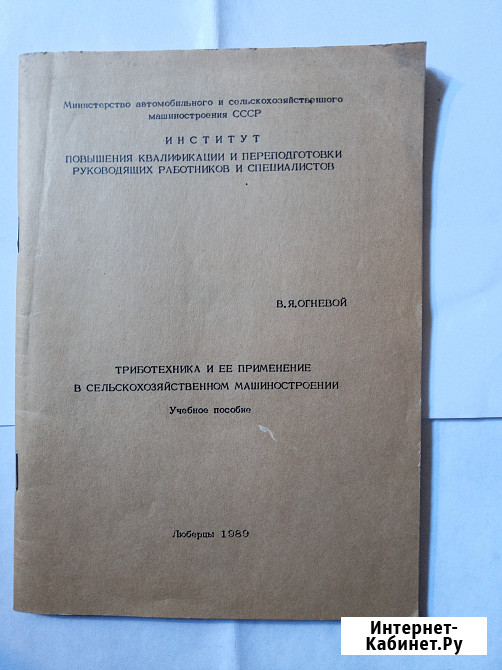 Министерство автомобильного и сельскохозяйственного
машиностроения СССР
ИНСТИТУТ
ПОВЫШЕНИЯ КВАЛИФИКАЦИИ И ПЕРЕПОДГОТОВКИ
РУКОВОДЯЩИХ РАБОТНИКОВ И СПЕЦИАЛИСТОВ
В.Я.ОГНЕВОЙ
ТРИБОТЕХНИКА И ЕЕ ПРИМЕНЕНИЕ
В СЕЛЬСКОХОЗЯЙСТВЕННОМ МАШИНОСТРОЕНИИ
Учебное пособие
Люберцы 1989
Интернет-
Кабинет.Ру